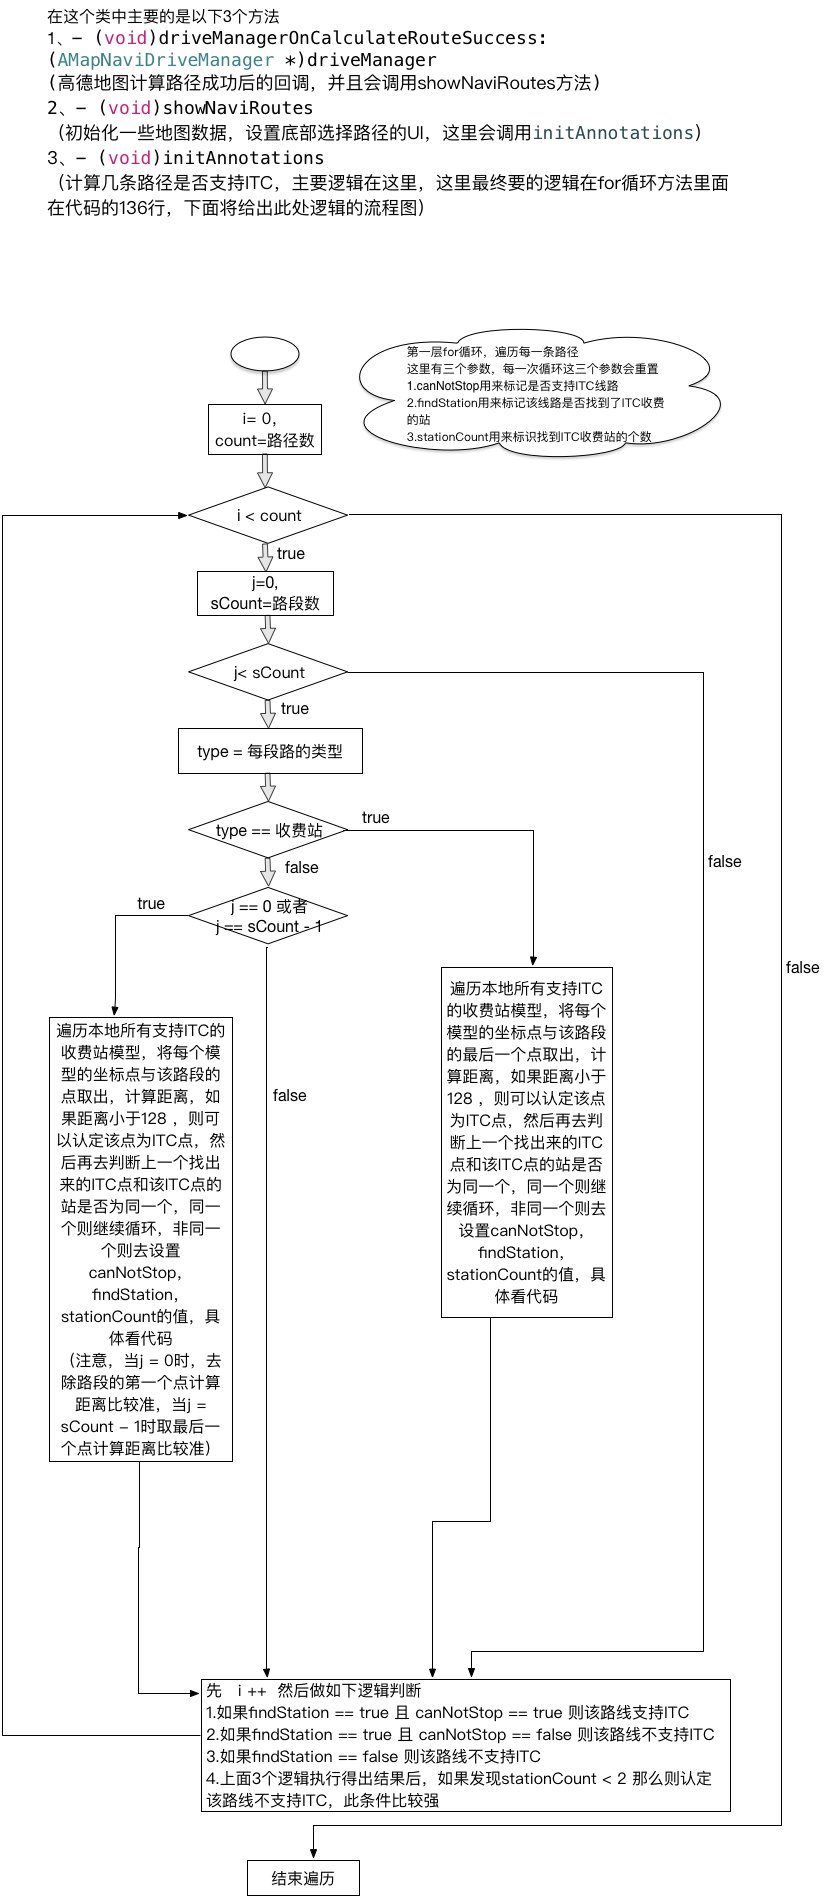 在这个类中主要的是以下3个方法
1、- (void)driveManagerOnCalculateRouteSuccess:
(AMapNaviDriveManager *)driveManager
(高德地图计算路径成功后的回调，并且会调用showNaviRoutes方法)
2、- (void)showNaviRoutes
（初始化一些地图数据，设置底部选择路径的UI，这里会调用initAnnotations）
3、- (void)initAnnotations
（计算几条路径是否支持ITC，主要逻辑在这里，这里最终要的逻辑在for循环方法里面
在代码的136行，下面将给出此处逻辑的流程图）
第一层for循环，遍历每一条路径
这里有三个参数，每一次循环这三个参数会重置
1.canNotStop用来标记是否支持ITC线路
2.findStation用来标记该线路是否找到了ITC收费
的站
3.stationCount用来标识找到ITC收费站的个数
i= 0,
count=路径数
i < count
true
j=0,
sCount=路段数
j< sCount
true
type = 每段路的类型
type == 收费站
true
false
false
j == 0 或者
j == sCount - 1
true
false
false
遍历本地所有支持ITC
的收费站模型，将每个
模型的坐标点与该路段
的最后一个点取出，计
算距离，如果距离小于
128 ，则可以认定该点
为ITC点，然后再去判
断上一个找出来的ITC
点和该ITC点的站是否
为同一个，同一个则继
续循环，非同一个则去
设置canNotStop，
findStation，
stationCount的值，具
体看代码
遍历本地所有支持ITC的
收费站模型，将每个模
型的坐标点与该路段的
点取出，计算距离，如
果距离小于128 ，则可
以认定该点为ITC点，然
后再去判断上一个找出
来的ITC点和该ITC点的
站是否为同一个，同一
个则继续循环，非同一
个则去设置
canNotStop，
findStation，
stationCount的值，具
体看代码
（注意，当j = 0时，去
除路段的第一个点计算
距离比较准，当j =
sCount - 1时取最后一
个点计算距离比较准）
先 i ++ 然后做如下逻辑判断
1.如果findStation == true 且 canNotStop == true 则该路线支持ITC
2.如果findStation == true 且 canNotStop == false 则该路线不支持ITC
3.如果findStation == false 则该路线不支持ITC
4.上面3个逻辑执行得出结果后，如果发现stationCount < 2 那么则认定
该路线不支持ITC，此条件比较强
结束遍历